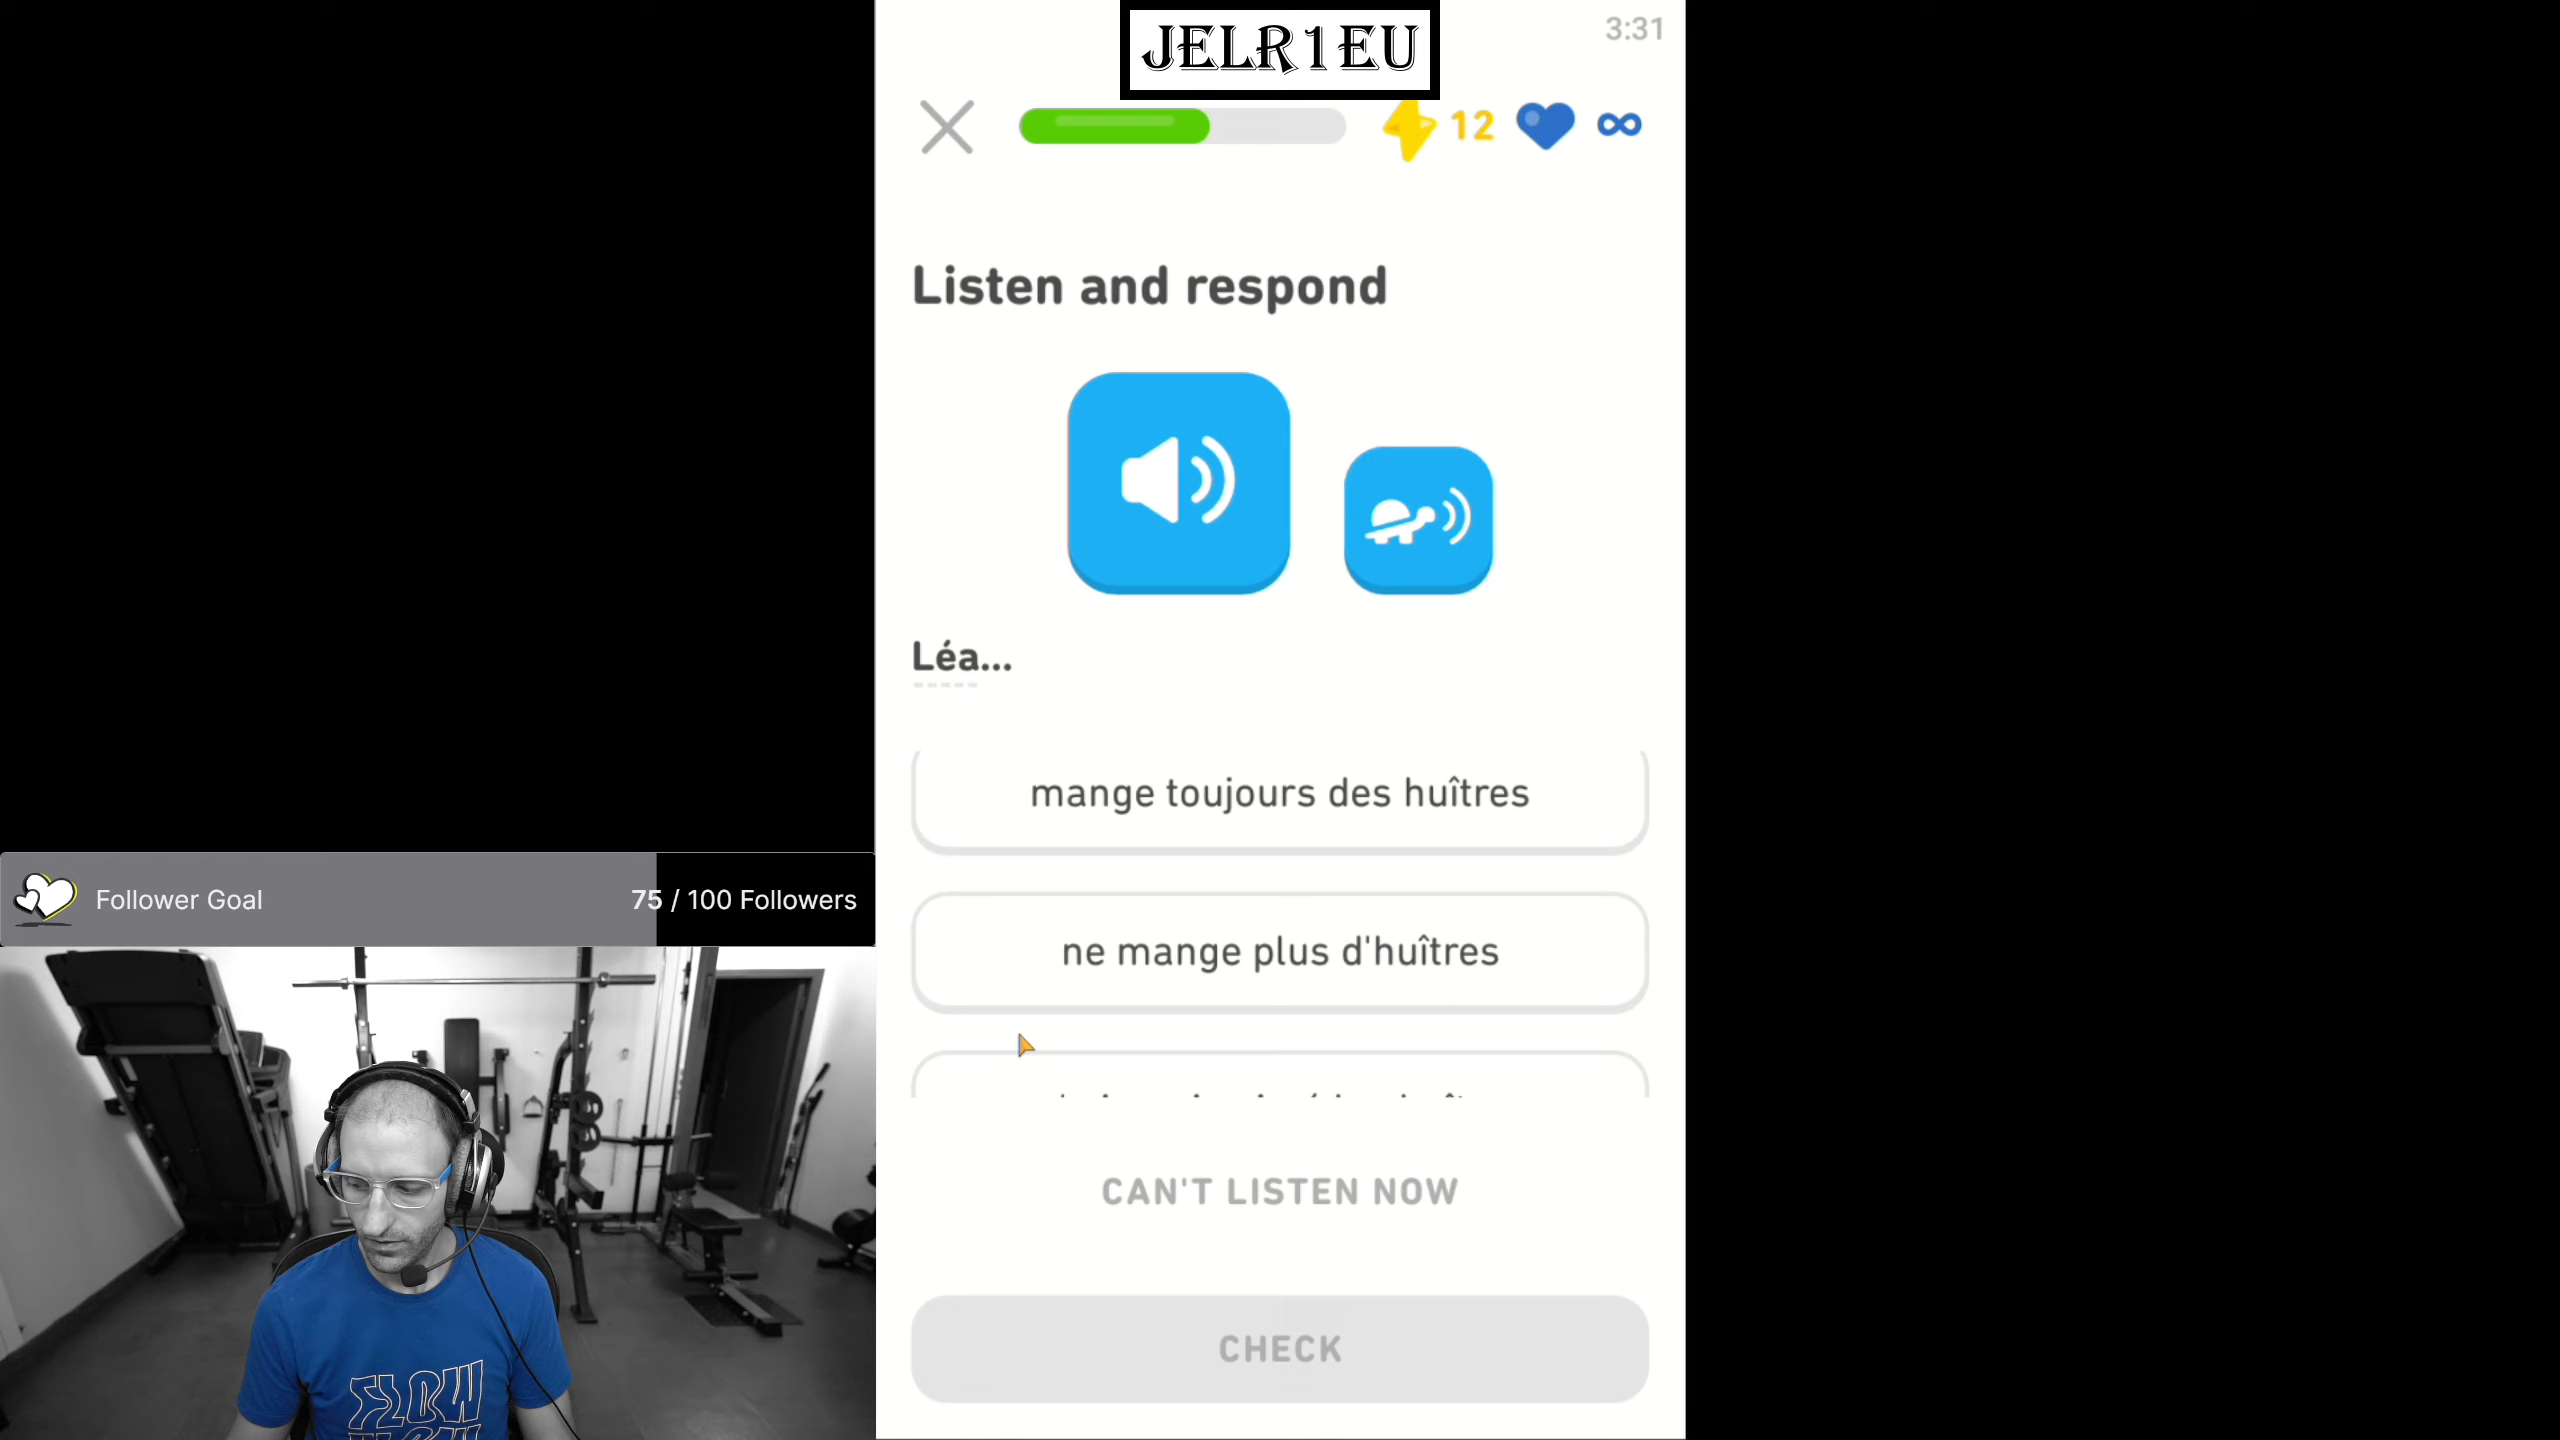 JELR1EU
3:31
12
Listen and respond
Léa...
mange toujours des huîtres
ne mange plus d'huîtres
CAN'T LISTEN NOW
CHECK
Follower Goal
75 / 100 Followers
FLOW